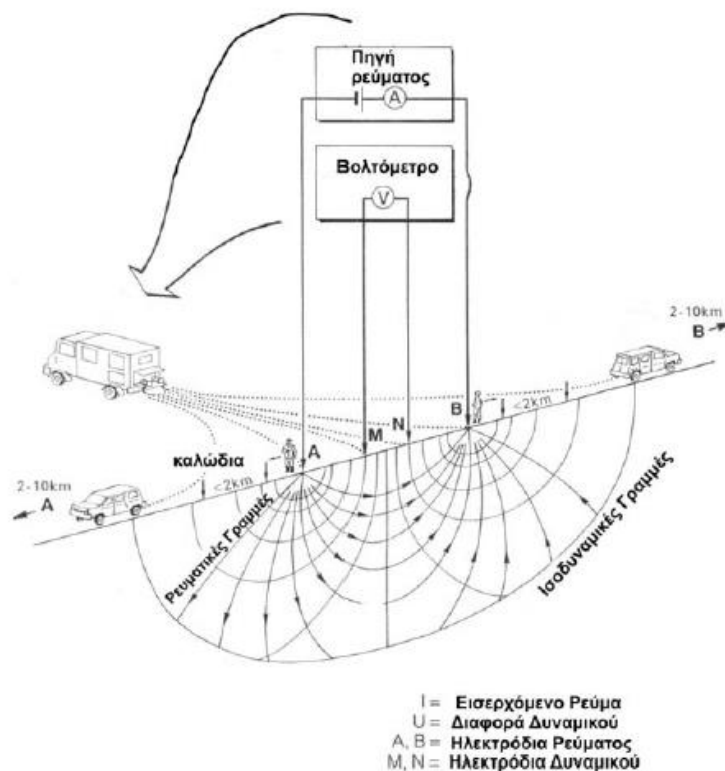 Πηγή
ρεύματος
A
Βολτόμετρο
V
2-10km
B
B
<2km
N
M
A
καλώδια
<2km
2-10km
A
Ρευματικές Γραμμές
Ισοδυναμικές Γραμμές
I = Εισερχόμενο Ρεύμα
U = Διαφορά Δυναμικού
A, B = Ηλεκτρόδια Ρεύματος
M, N = Ηλεκτρόδια Δυναμικού